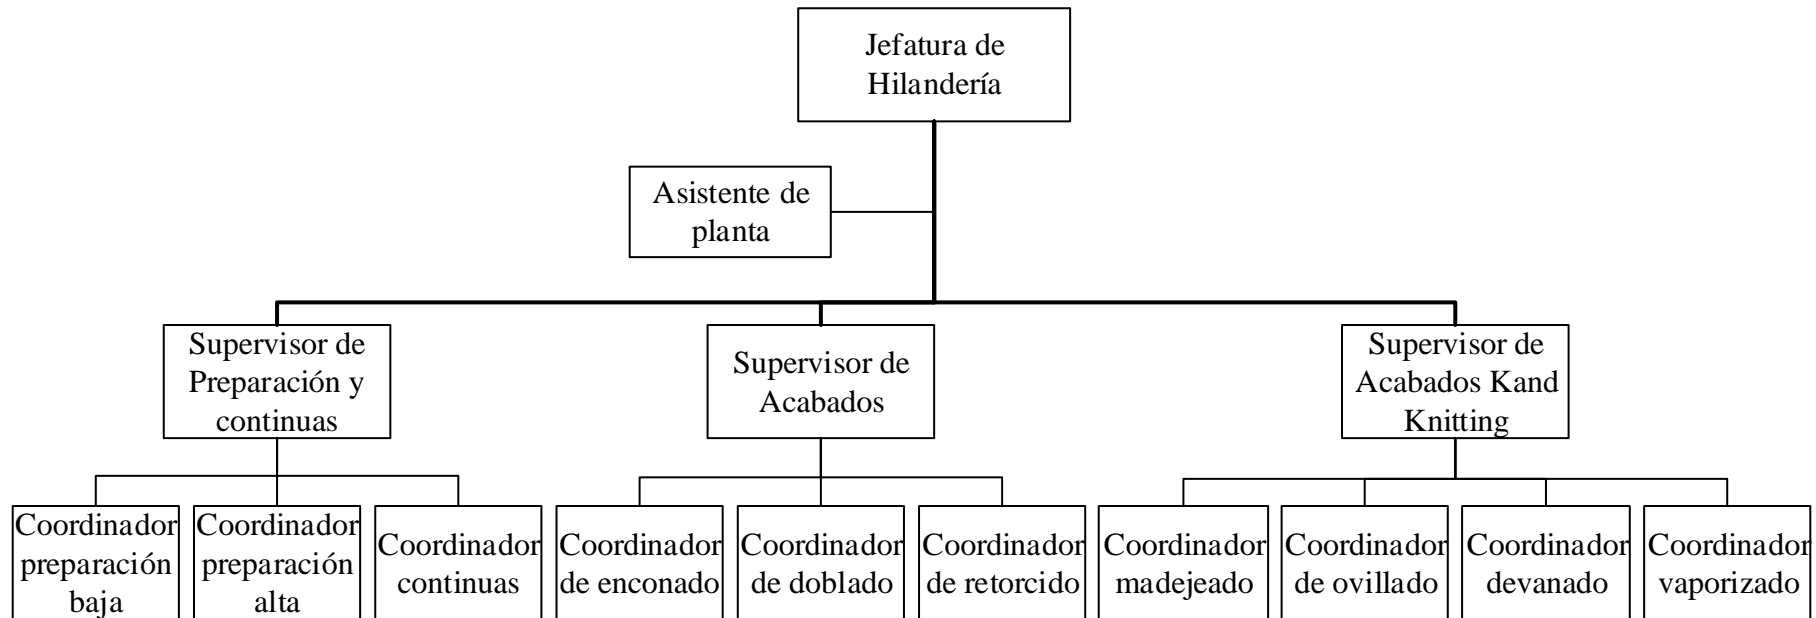 Jefatura de
Hilandería
Asistente de
planta
Supervisor de
Preparación y
continuas
Supervisor de
Acabados
Supervisor de
Acabados Kand
Knitting
Coordinador
preparación
baja
Coordinador
preparación
alta
Coordinador
continuas
Coordinador
de enconado
Coordinador
de doblado
Coordinador
de retorcido
Coordinador
madejeado
Coordinador
de ovillado
Coordinador
devanado
Coordinador
vaporizado